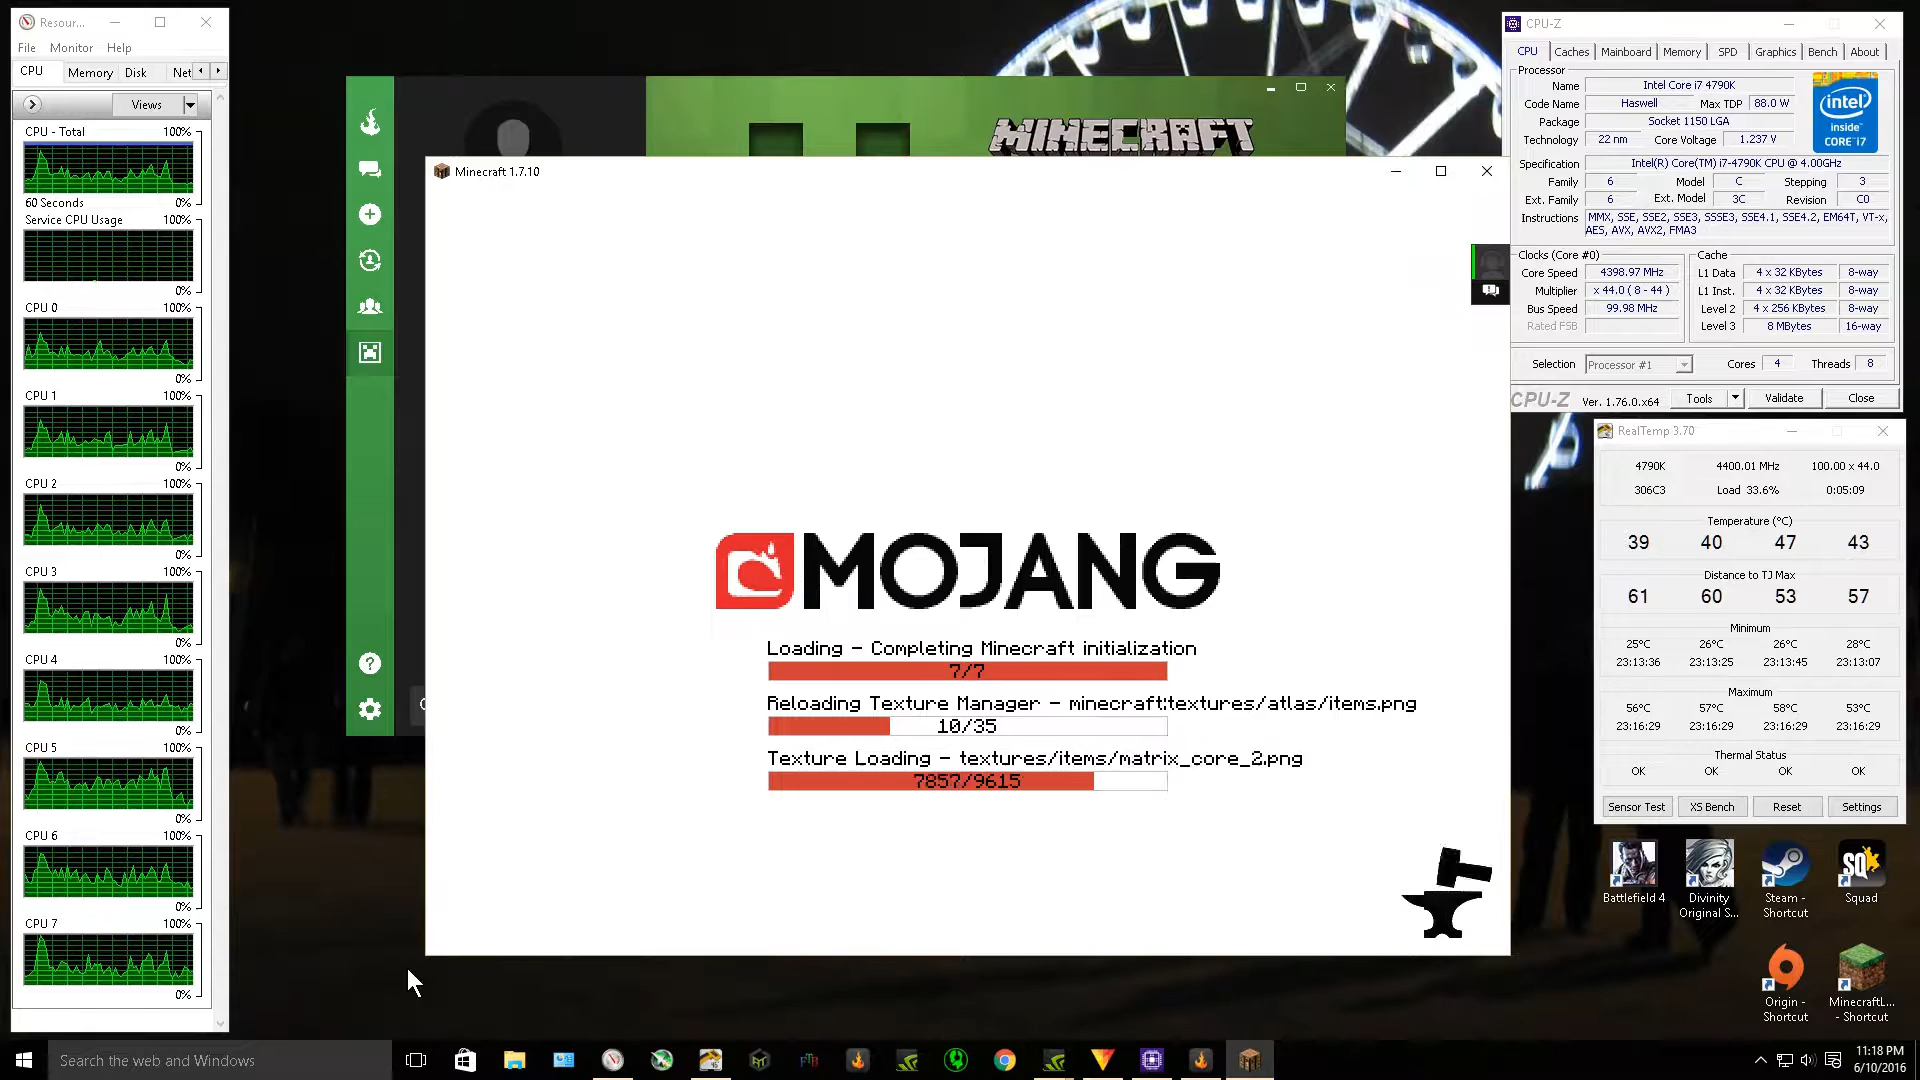 Resour...
File Monitor Help
CPU Memory Disk Net
Views
CPU - Total 100%
60 Seconds 0%
Service CPU Usage 100%
0%
CPU 0 100%
0%
CPU 1 100%
0%
CPU 2 100%
0%
CPU 3 100%
0%
CPU 4 100%
0%
CPU 5 100%
0%
CPU 6 100%
0%
CPU 7 100%
0%
MINECRAFT
Minecraft 1.7.10
MOJANG
Loading - Completing Minecraft initialization
7/7
Reloading Texture Manager - minecraft:textures/atlas/items.png
10/35
Texture Loading - textures/items/matrix_core_2.png
7857/9615
CPU-Z
CPU Caches Mainboard Memory SPD Graphics Bench About
Processor
Name Intel Core i7 4790K
Code Name Haswell Max TDP 88.0 W
Package Socket 1150 LGA
Technology 22 nm Core Voltage 1.237 V
intel inside CORE i7
Specification Intel(R) Core(TM) i7-4790K CPU @ 4.00GHz
Family 6 Model C Stepping 3
Ext. Family 6 Ext. Model 3C Revision C0
Instructions MMX, SSE, SSE2, SSE3, SSSE3, SSE4.1, SSE4.2, EM64T, VT-x,
AES, AVX, AVX2, FMA3
Clocks (Core #0) Cache
Core Speed 4398.97 MHz L1 Data 4 x 32 KBytes 8-way
Multiplier x 44.0 ( 8 - 44 ) L1 Inst. 4 x 32 KBytes 8-way
Bus Speed 99.98 MHz Level 2 4 x 256 KBytes 8-way
Rated FSB Level 3 8 MBytes 16-way
Selection Processor #1 Cores 4 Threads 8
CPU-Z Ver. 1.76.0.x64 Tools Validate Close
RealTemp 3.70
4790K 4400.01 MHz 100.00 x 44.0
306C3 Load 33.6% 0:05:09
Temperature (°C)
39 40 47 43
Distance to TJ Max
61 60 53 57
Minimum
25°C 26°C 26°C 28°C
23:13:36 23:13:25 23:13:45 23:13:07
Maximum
56°C 57°C 58°C 53°C
23:16:29 23:16:29 23:16:29 23:16:29
Thermal Status
OK OK OK OK
Sensor Test XS Bench Reset Settings
SQ
Battlefield 4 Divinity Original S... Steam - Shortcut Squad
Origin - Shortcut MinecraftL... - Shortcut
Search the web and Windows
FTB
11:18 PM
6/10/2016